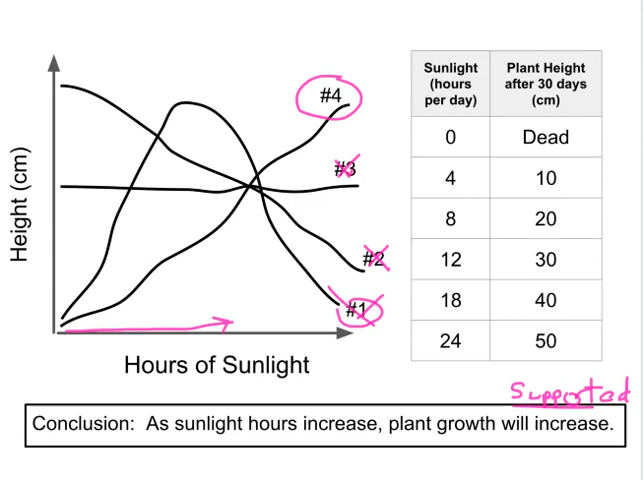 #4
#3
#2
#1
Height (cm)
Hours of Sunlight
Sunlight (hours per day) Plant Height after 30 days (cm)
0 Dead
4 10
8 20
12 30
18 40
24 50
Supported
Conclusion: As sunlight hours increase, plant growth will increase.